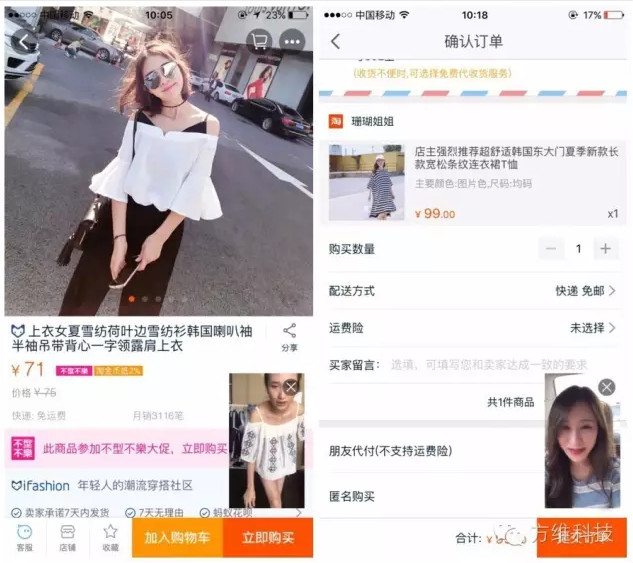 中国移动 10:05 23%
上衣女夏雪纺荷叶边雪纺衫韩国喇叭袖
半袖吊带背心一字领露肩上衣
分享
¥ 71 不型不樂 淘金币抵2%
价格 ¥ 75
快递: 免运费 月销3116笔
不型不樂 此商品参加不型不樂大促，立即购买
ifashion 年轻人的潮流穿搭社区
卖家承诺7天内发货 7天无理由 蚂蚁花呗
客服 店铺 收藏 加入购物车 立即购买
中国移动 10:18 17%
确认订单
(收货不便时,可选择免费代收货服务)
淘 珊瑚姐姐
店主强烈推荐超舒适韩国东大门夏季新款长
款宽松条纹连衣裙T恤
主要颜色:图片色,尺码:均码
¥ 99.00 x1
购买数量 1
配送方式 快递 免邮
运费险 未选择
买家留言： 选填，可填写您和卖家达成一致的要求
共1件商品
朋友代付(不支持运费险)
匿名购买
合计:
方维科技